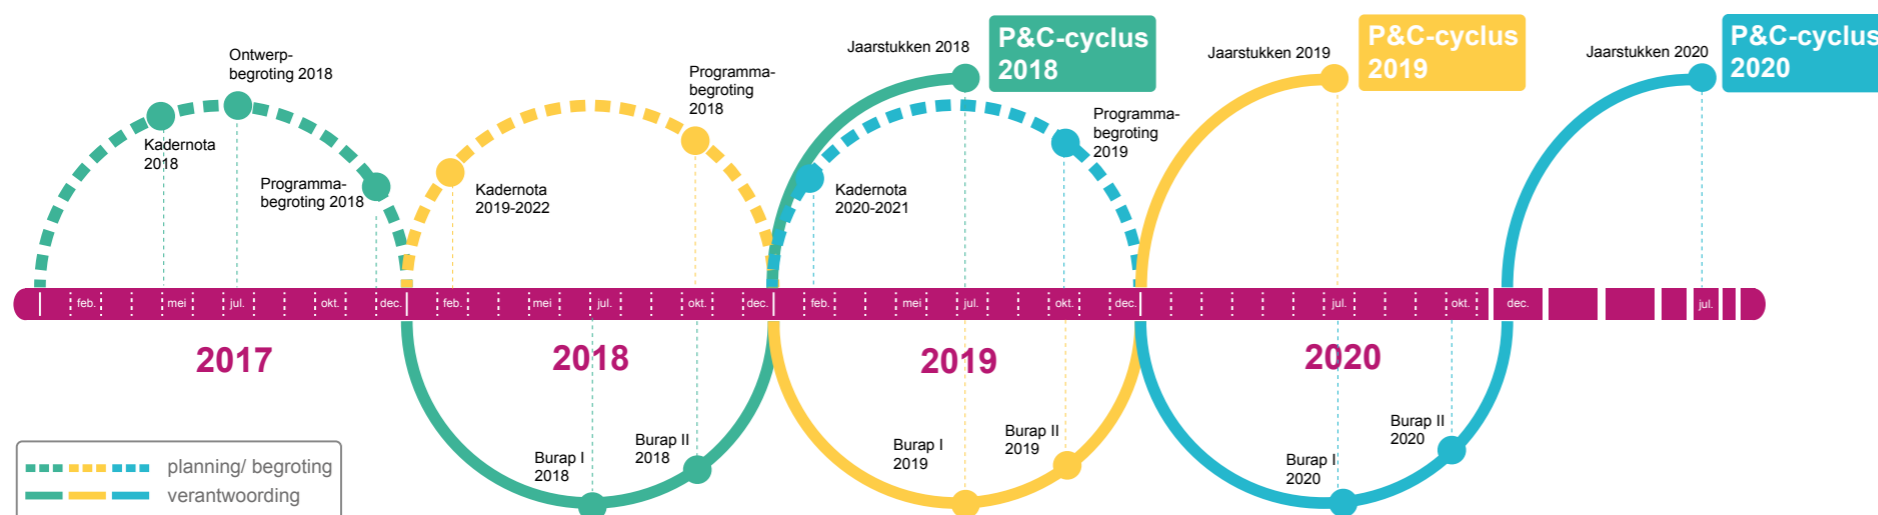 Ontwerp-
begroting 2018
Kadernota
2018
Programma-
begroting 2018
Kadernota
2019-2022
Programma-
begroting
2018
Jaarstukken 2018
P&C-cyclus
2018
Kadernota
2020-2021
Programma-
begroting
2019
Jaarstukken 2019
P&C-cyclus
2019
Jaarstukken 2020
P&C-cyclus
2020
feb. mei jul. okt. dec. feb. mei jul. okt. dec. feb. mei jul. okt. dec. jul. okt. dec. jul.
2017 2018 2019 2020
Burap I
2018
Burap II
2018
Burap I
2019
Burap II
2019
Burap I
2020
Burap II
2020
planning/ begroting
verantwoording